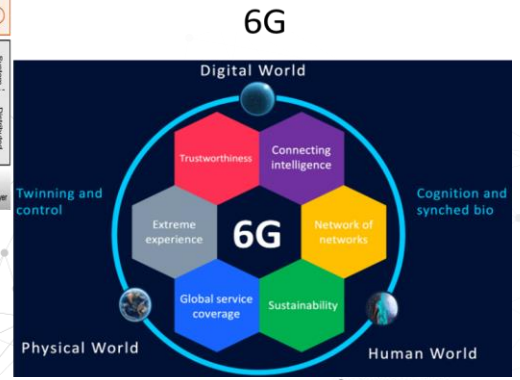 6G
Digital World
Trustworthiness
Connecting
intelligence
Twinning and
control
Cognition and
synched bio
Extreme
experience
6G
Network of
networks
Global service
coverage
Sustainability
Physical World
Human World